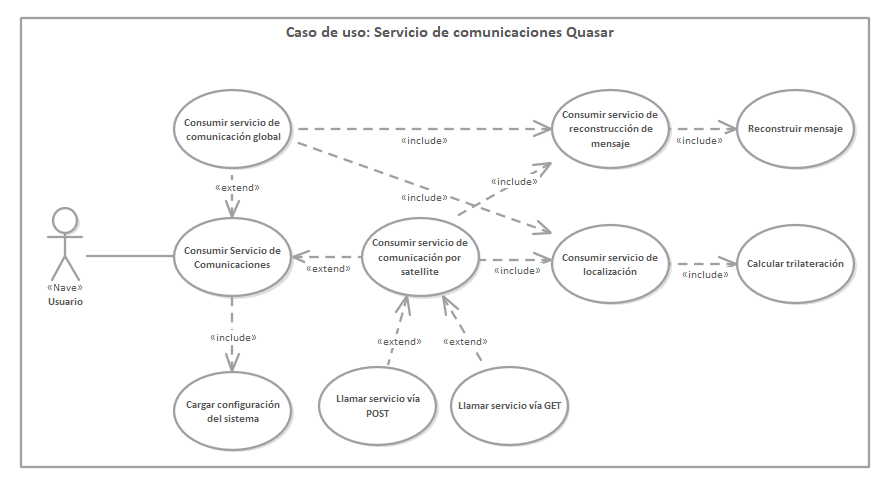 Caso de uso: Servicio de comunicaciones Quasar
Consumir servicio de
comunicación global
«include»
Consumir servicio de
reconstrucción de
mensaje
«include»
Reconstruir mensaje
«extend»
«include»
«include»
«Nave»
Usuario
Consumir Servicio de
Comunicaciones
«extend»
Consumir servicio de
comunicación por
satellite
«include»
Consumir servicio de
localización
«include»
Calcular trilateración
«include»
«extend»
«extend»
Cargar configuración
del sistema
Llamar servicio vía
POST
Llamar servicio vía GET